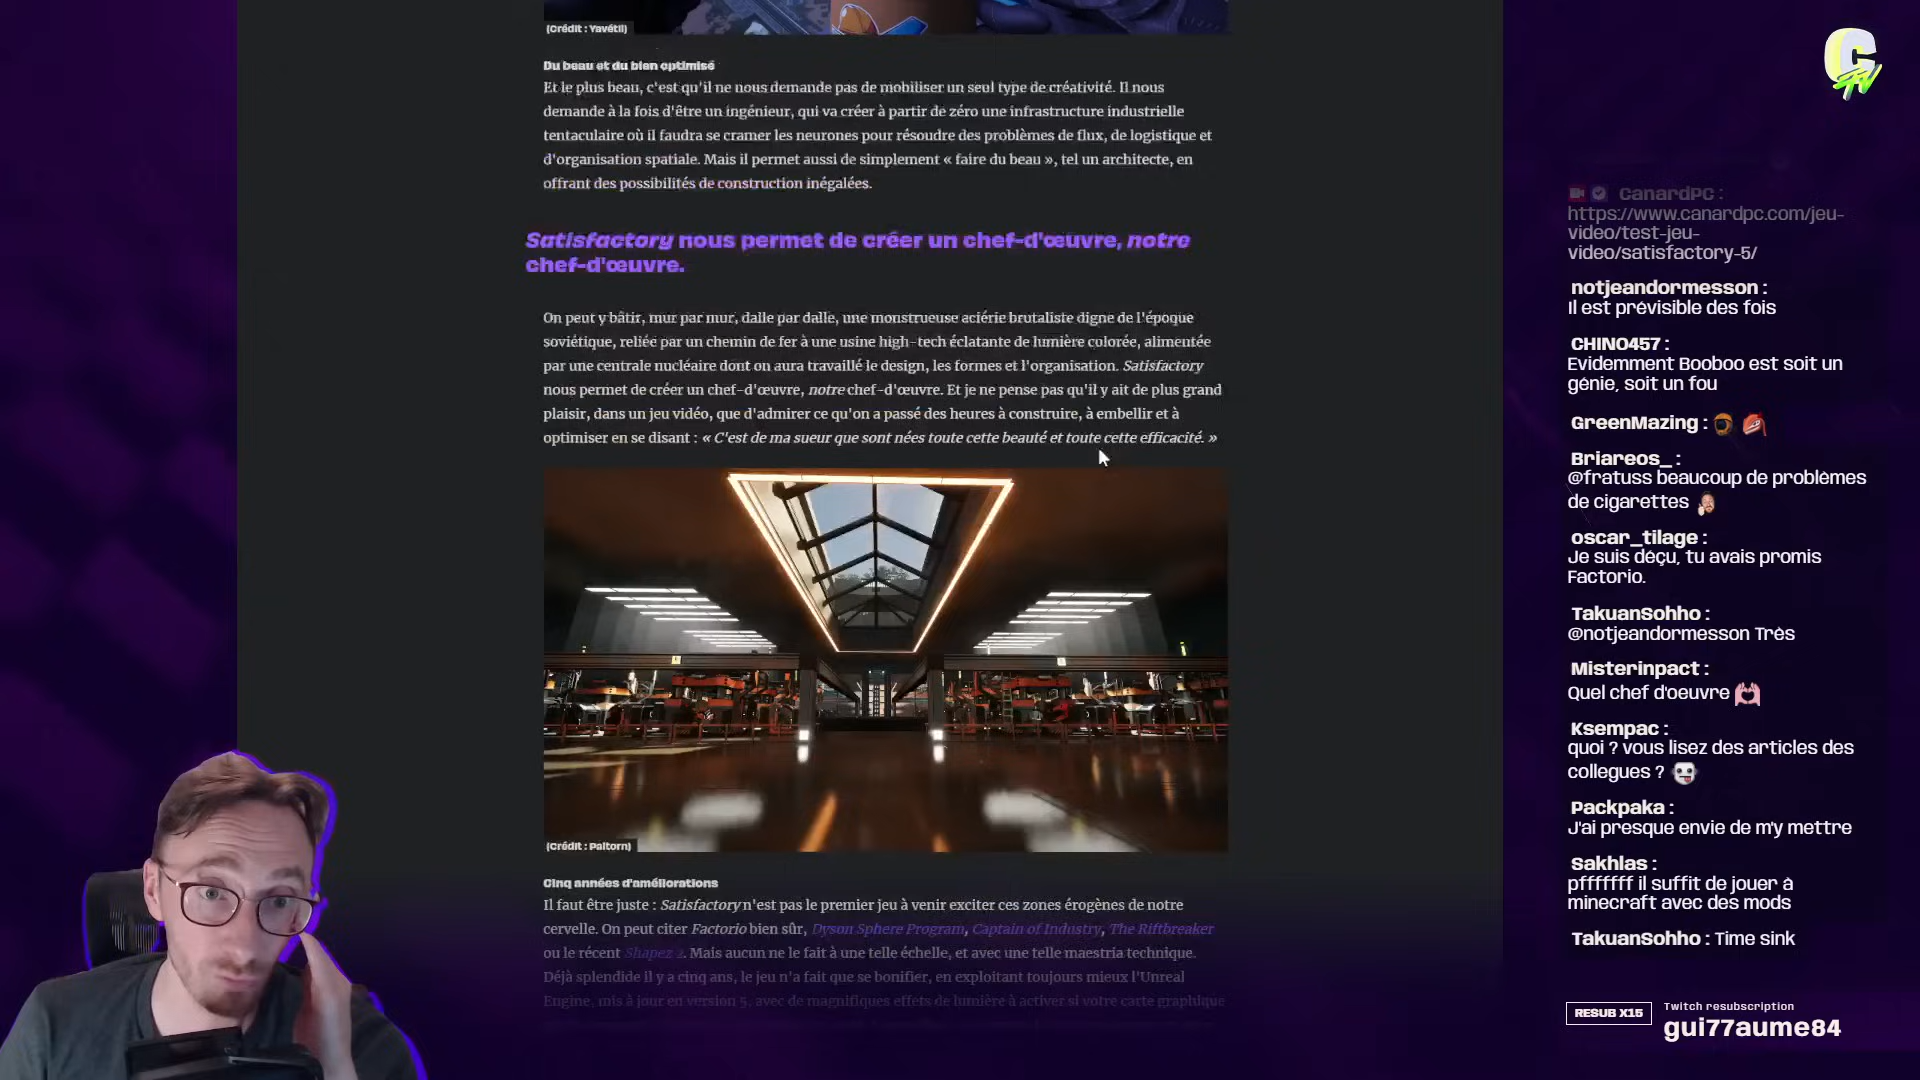 (Crédit : Yavétil)
Du beau et du bien optimisé
Et le plus beau, c'est qu'il ne nous demande pas de mobiliser un seul type de créativité. Il nous
demande à la fois d'être un ingénieur, qui va créer à partir de zéro une infrastructure industrielle
tentaculaire où il faudra se cramer les neurones pour résoudre des problèmes de flux, de logistique et
d'organisation spatiale. Mais il permet aussi de simplement « faire du beau », tel un architecte, en
offrant des possibilités de construction inégalées.
Satisfactory nous permet de créer un chef-d'œuvre, notre
chef-d'œuvre.
On peut y bâtir, mur par mur, dalle par dalle, une monstrueuse aciérie brutaliste digne de l'époque
soviétique, reliée par un chemin de fer à une usine high-tech éclatante de lumière colorée, alimentée
par une centrale nucléaire dont on aura travaillé le design, les formes et l'organisation. Satisfactory
nous permet de créer un chef-d'œuvre, notre chef-d'œuvre. Et je ne pense pas qu'il y ait de plus grand
plaisir, dans un jeu vidéo, que d'admirer ce qu'on a passé des heures à construire, à embellir et à
optimiser en se disant : « C'est de ma sueur que sont nées toute cette beauté et toute cette efficacité. »
(Crédit : Paltorn)
Cinq années d'améliorations
Il faut être juste : Satisfactory n'est pas le premier jeu à venir exciter ces zones érogènes de notre
cervelle. On peut citer Factorio bien sûr, Dyson Sphere Program, Captain of Industry, The Riftbreaker
ou le récent Shapez 2. Mais aucun ne le fait à une telle échelle, et avec une telle maestria technique.
Déjà splendide il y a cinq ans, le jeu n'a fait que se bonifier, en exploitant toujours mieux l'Unreal
Engine, mis à jour en version 5, avec de magnifiques effets de lumière à activer si votre carte graphique
C
TV
CanardPC :
https://www.canardpc.com/jeu-
video/test-jeu-
video/satisfactory-5/
notjeandormesson :
Il est prévisible des fois
CHINO457 :
Evidemment Booboo est soit un
génie, soit un fou
GreenMazing :
Briareos_ :
@fratuss beaucoup de problèmes
de cigarettes
oscar_tilage :
Je suis déçu, tu avais promis
Factorio.
TakuanSohho :
@notjeandormesson Très
Misterinpact :
Quel chef d'oeuvre
Ksempac :
quoi ? vous lisez des articles des
collegues ?
Packpaka :
J'ai presque envie de m'y mettre
Sakhlas :
pfffffff il suffit de jouer à
minecraft avec des mods
TakuanSohho : Time sink
RESUB X15
Twitch resubscription
gui77aume84